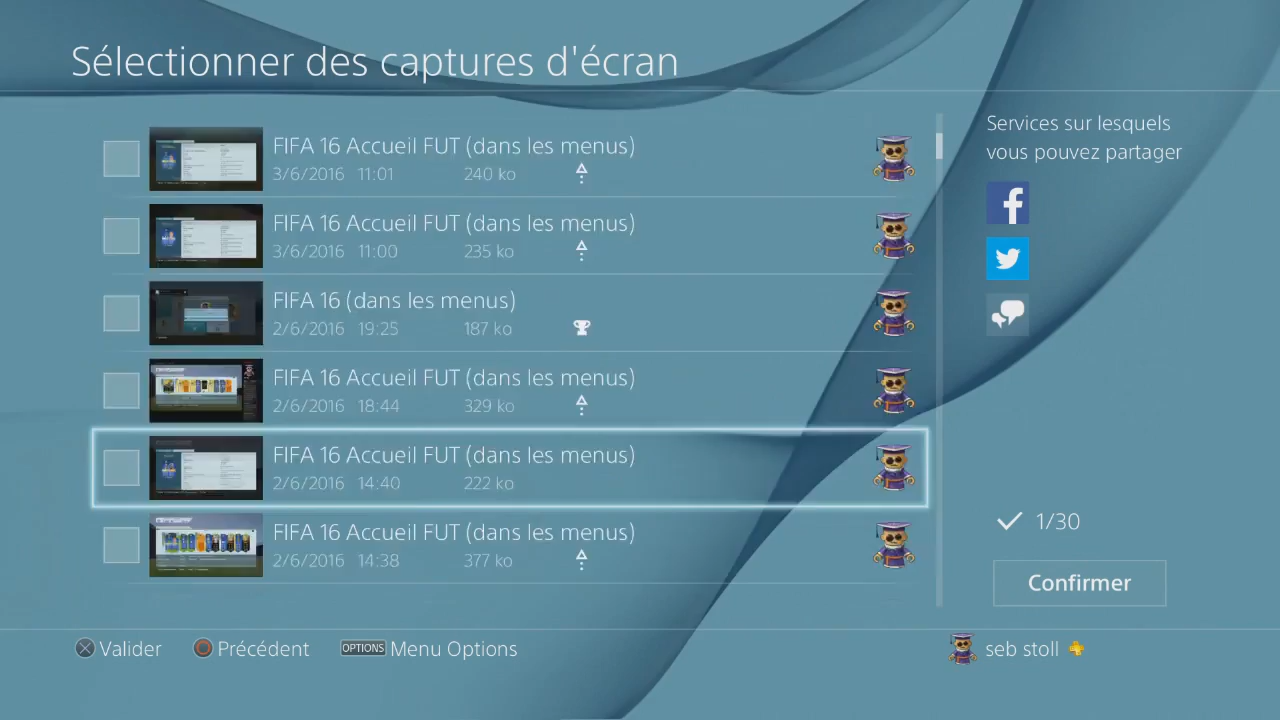 Sélectionner des captures d'écran
FIFA 16 Accueil FUT (dans les menus)
3/6/2016 11:01 240 ko
FIFA 16 Accueil FUT (dans les menus)
3/6/2016 11:00 235 ko
FIFA 16 (dans les menus)
2/6/2016 19:25 187 ko
FIFA 16 Accueil FUT (dans les menus)
2/6/2016 18:44 329 ko
FIFA 16 Accueil FUT (dans les menus)
2/6/2016 14:40 222 ko
FIFA 16 Accueil FUT (dans les menus)
2/6/2016 14:38 377 ko
Services sur lesquels
vous pouvez partager
1/30
Confirmer
Valider Précédent OPTIONS Menu Options
seb stoll